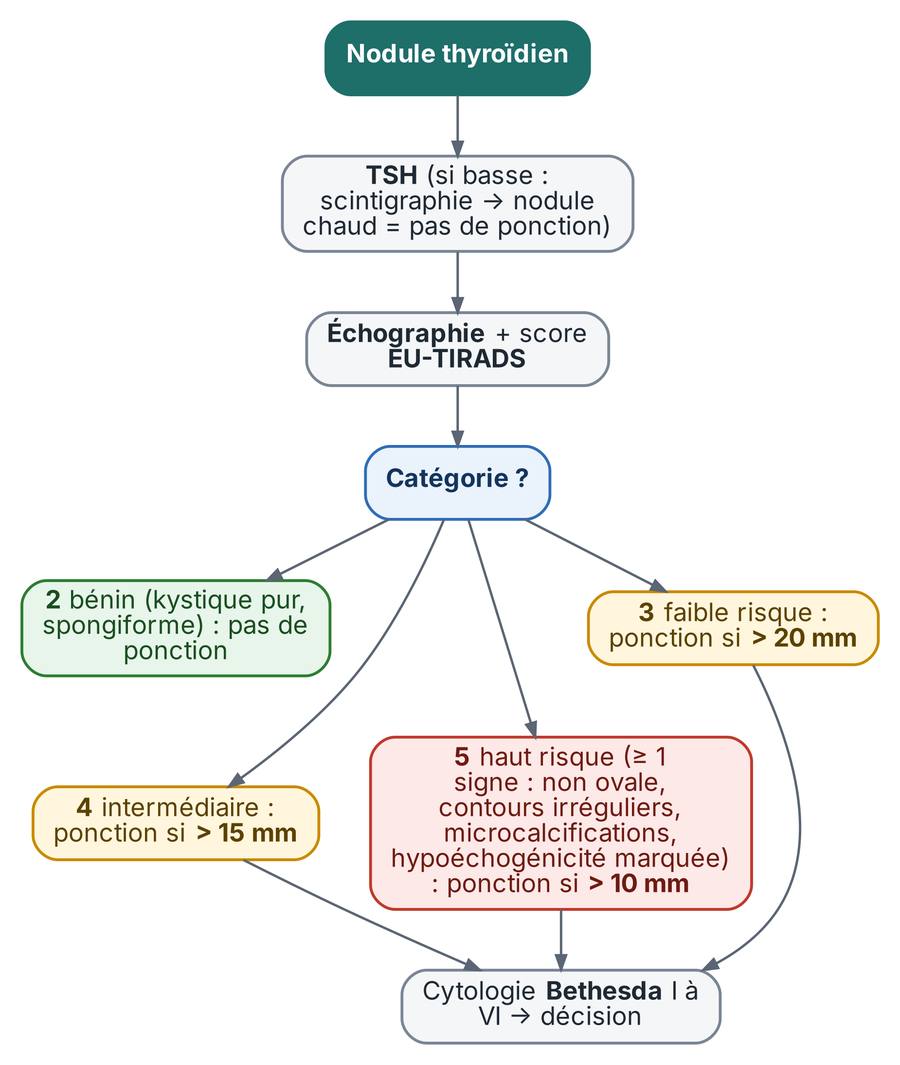 Nodule thyroïdien
TSH (si basse :
scintigraphie → nodule
chaud = pas de ponction)
Échographie + score
EU-TIRADS
Catégorie ?
2 bénin (kystique pur,
spongiforme) : pas de
ponction
3 faible risque :
ponction si > 20 mm
4 intermédiaire :
ponction si > 15 mm
5 haut risque (≥ 1
signe : non ovale,
contours irréguliers,
microcalcifications,
hypoéchogénicité marquée)
: ponction si > 10 mm
Cytologie Bethesda I à
VI → décision